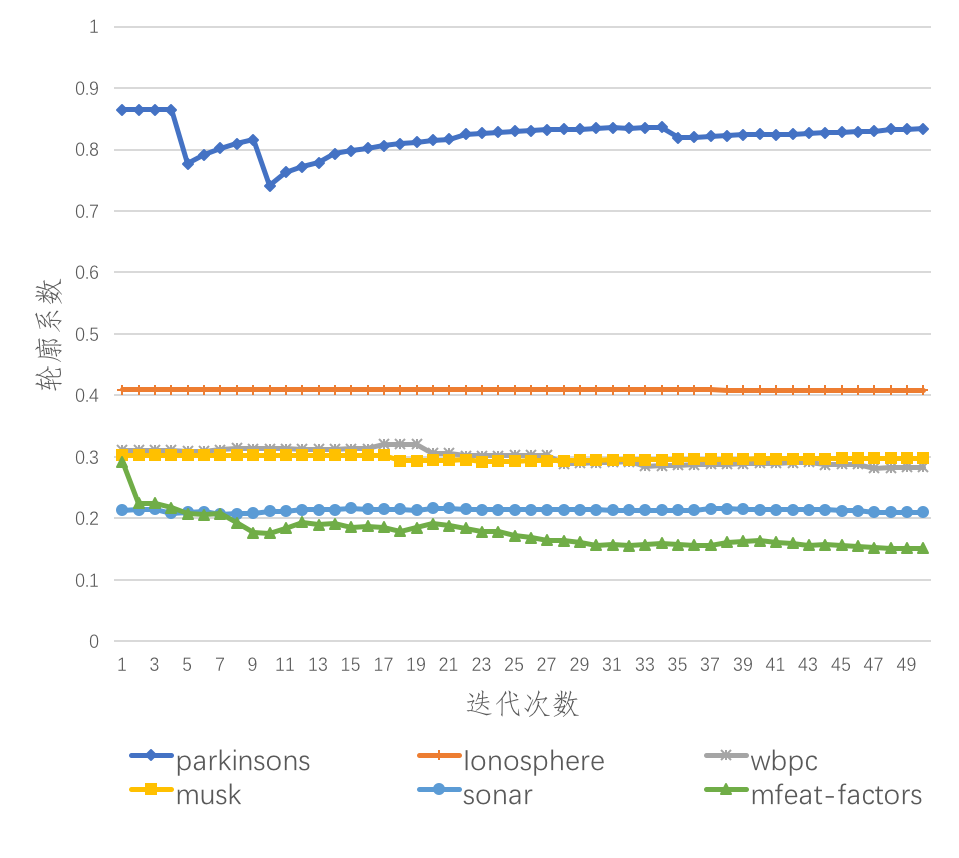 1
0.9
0.8
0.7
0.6
0.5
0.4
0.3
0.2
0.1
0
轮廓系数
1 3 5 7 9 11 13 15 17 19 21 23 25 27 29 31 33 35 37 39 41 43 45 47 49
迭代次数
parkinsons Ionosphere wbpc
musk sonar mfeat-factors